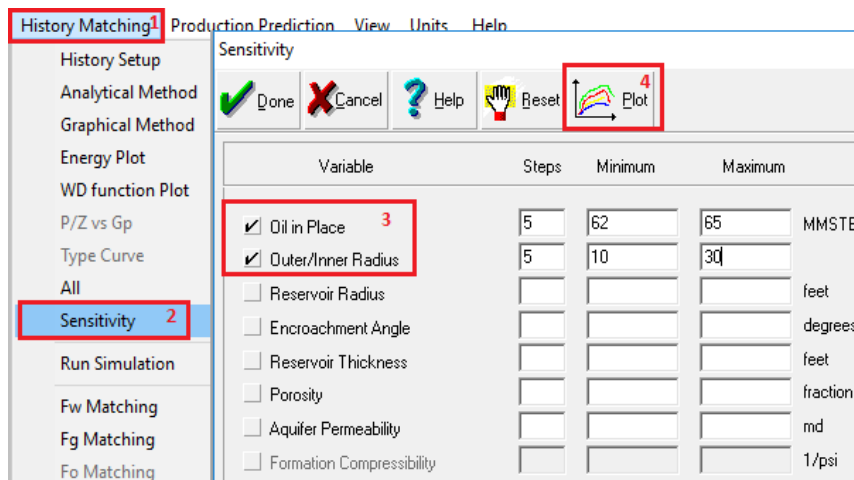 History Matching 1 Production Prediction View Units Help
History Setup
Analytical Method
Graphical Method
Energy Plot
WD function Plot
P/Z vs Gp
Type Curve
All
Sensitivity 2
Run Simulation
Fw Matching
Fg Matching
Fo Matching
Sensitivity
Done Cancel Help Reset Plot 4
Variable Steps Minimum Maximum
Oil in Place 3 5 62 65 MMSTB
Outer/Inner Radius 5 10 30
Reservoir Radius feet
Encroachment Angle degrees
Reservoir Thickness feet
Porosity fraction
Aquifer Permeability md
Formation Compressibility 1/psi